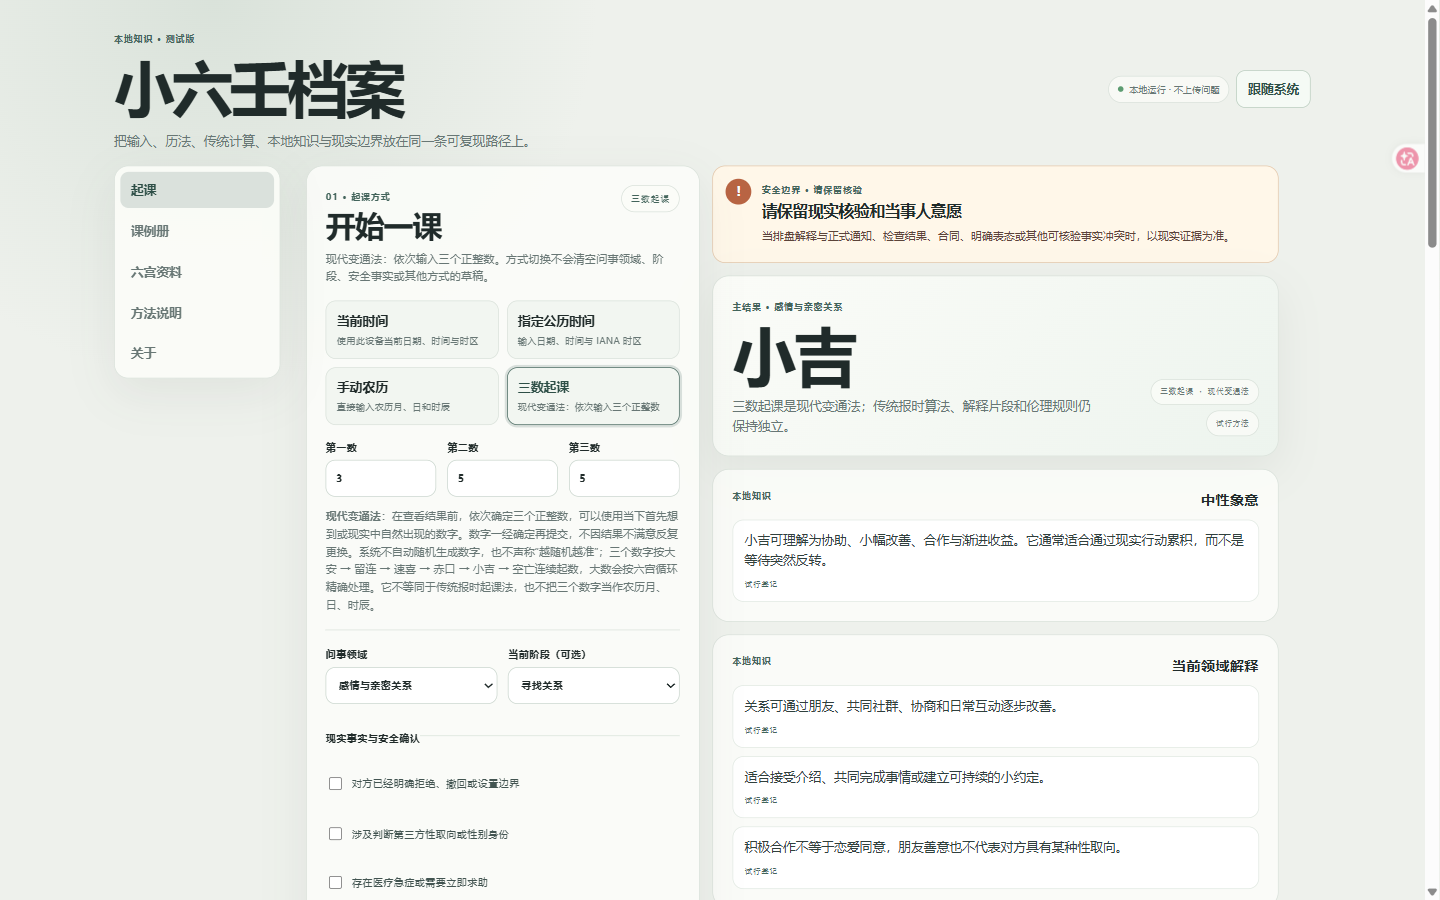 本地知识 • 测试版
小六壬档案
把输入、历法、传统计算、本地知识与现实边界放在同一条可复现路径上。
本地运行 · 不上传问题
跟随系统
起课
课例册
六宫资料
方法说明
关于
01 • 起课方式
三数起课
开始一课
现代变通法：依次输入三个正整数。方式切换不会清空问事领域、阶
段、安全事实或其他方式的草稿。
当前时间
使用此设备当前日期、时间与时区
指定公历时间
输入日期、时间与 IANA 时区
手动农历
直接输入农历月、日和时辰
三数起课
现代变通法：依次输入三个正整数
第一数
第二数
第三数
3
5
5
现代变通法：在查看结果前，依次确定三个正整数，可以使用当下首先想
到或现实中自然出现的数字。数字一经确定再提交，不因结果不满意反复
更换。系统不自动随机生成数字，也不声称“越随机越准”；三个数字按大
安 → 留连 → 速喜 → 赤口 → 小吉 → 空亡连续起数，大数会按六宫循环
精确处理。它不等同于传统报时起课法，也不把三个数字当作农历月、
日、时辰。
问事领域
当前阶段（可选）
感情与亲密关系
寻找关系
现实事实与安全确认
对方已经明确拒绝、撤回或设置边界
涉及判断第三方性取向或性别身份
存在医疗急症或需要立即求助
!
安全边界 • 请保留核验
请保留现实核验和当事人意愿
当排盘解释与正式通知、检查结果、合同、明确表态或其他可核验事实冲突时，以现实证据为准。
主结果 • 感情与亲密关系
小吉
三数起课是现代变通法；传统报时算法、解释片段和伦理规则仍
保持独立。
三数起课 · 现代变通法
试行方法
本地知识
中性象意
小吉可理解为协助、小幅改善、合作与渐进收益。它通常适合通过现实行动累积，而不是
等待突然反转。
试行笔记
本地知识
当前领域解释
关系可通过朋友、共同社群、协商和日常互动逐步改善。
试行笔记
适合接受介绍、共同完成事情或建立可持续的小约定。
试行笔记
积极合作不等于恋爱同意，朋友善意也不代表对方具有某种性取向。
试行笔记